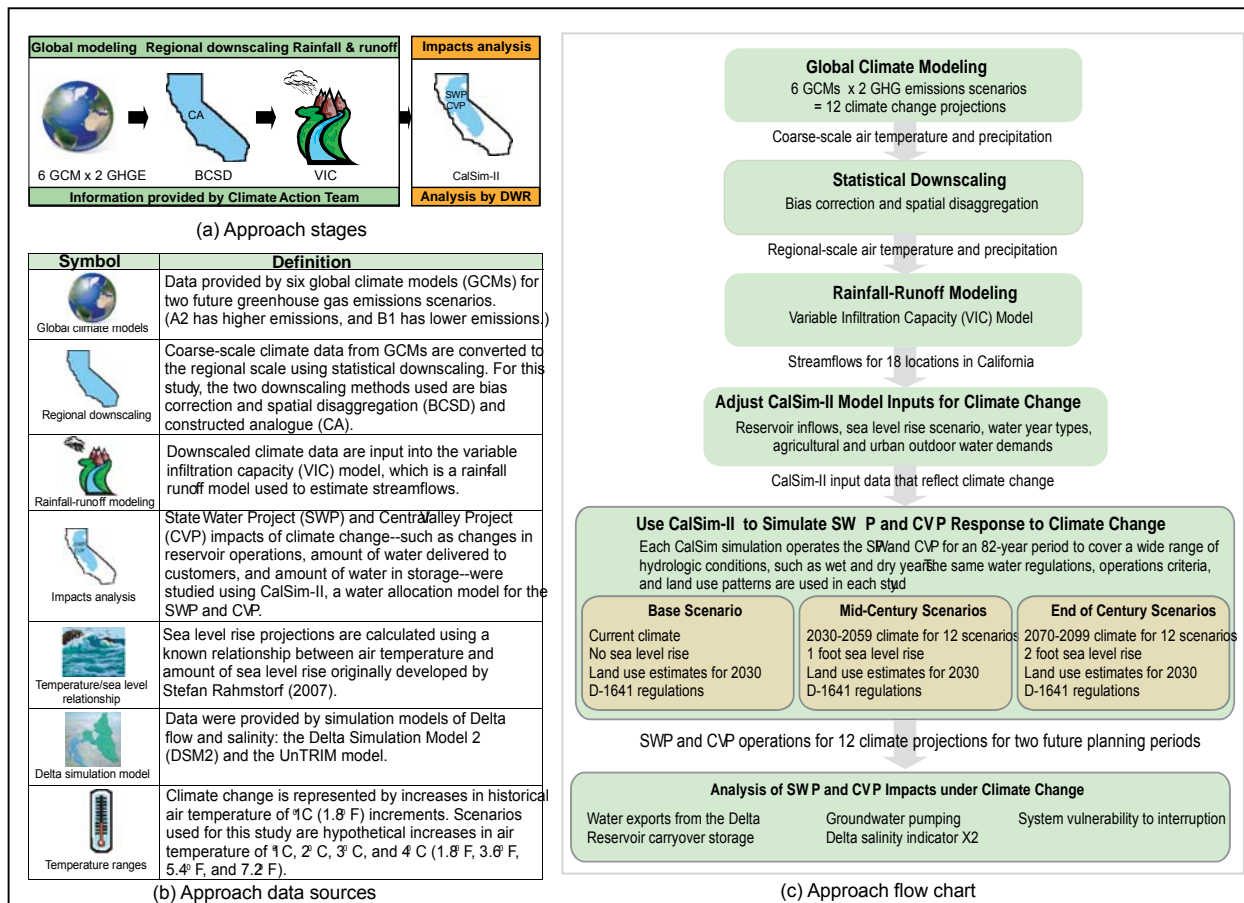 Global modeling Regional downscaling Rainfall & runoff
Impacts analysis
CA
SWP
CVP
6 GCM x 2 GHGE
BCSD
VIC
CalSim-II
Information provided by Climate Action Team
Analysis by DWR
(a) Approach stages
Symbol
Definition
Global climate models
Data provided by six global climate models (GCMs) for
two future greenhouse gas emissions scenarios.
(A2 has higher emissions, and B1 has lower emissions.)
Regional downscaling
Coarse-scale climate data from GCMs are converted to
the regional scale using statistical downscaling. For this
study, the two downscaling methods used are bias
correction and spatial disaggregation (BCSD) and
constructed analogue (CA).
Rainfall-runoff modeling
Downscaled climate data are input into the variable
infiltration capacity (VIC) model, which is a rainfall
runoff model used to estimate streamflows.
Impacts analysis
State Water Project (SWP) and Central Valley Project
(CVP) impacts of climate change--such as changes in
reservoir operations, amount of water delivered to
customers, and amount of water in storage--were
studied using CalSim-II, a water allocation model for the
SWP and CVP.
Temperature/sea level
relationship
Sea level rise projections are calculated using a
known relationship between air temperature and
amount of sea level rise originally developed by
Stefan Rahmstorf (2007).
Delta simulation model
Data were provided by simulation models of Delta
flow and salinity: the Delta Simulation Model 2
(DSM2) and the UnTRIM model.
Temperature ranges
Climate change is represented by increases in historical
air temperature of 1º C (1.8º F) increments. Scenarios
used for this study are hypothetical increases in air
temperature of 1º C, 2º C, 3º C, and 4º C (1.8º F, 3.6º F,
5.4º F, and 7.2º F).
(b) Approach data sources
Global Climate Modeling
6 GCMs x 2 GHG emissions scenarios
= 12 climate change projections
Coarse-scale air temperature and precipitation
Statistical Downscaling
Bias correction and spatial disaggregation
Regional-scale air temperature and precipitation
Rainfall-Runoff Modeling
Variable Infiltration Capacity (VIC) Model
Streamflows for 18 locations in California
Adjust CalSim-II Model Inputs for Climate Change
Reservoir inflows, sea level rise scenario, water year types,
agricultural and urban outdoor water demands
CalSim-II input data that reflect climate change
Use CalSim-II to Simulate SWP and CVP Response to Climate Change
Each CalSim simulation operates the SWP and CVP for an 82-year period to cover a wide range of
hydrologic conditions, such as wet and dry years. The same water regulations, operations criteria,
and land use patterns are used in each study.
Base Scenario
Current climate
No sea level rise
Land use estimates for 2030
D-1641 regulations
Mid-Century Scenarios
2030-2059 climate for 12 scenarios
1 foot sea level rise
Land use estimates for 2030
D-1641 regulations
End of Century Scenarios
2070-2099 climate for 12 scenarios
2 foot sea level rise
Land use estimates for 2030
D-1641 regulations
SWP and CVP operations for 12 climate projections for two future planning periods
Analysis of SWP and CVP Impacts under Climate Change
Water exports from the Delta
Reservoir carryover storage
Groundwater pumping
Delta salinity indicator X2
System vulnerability to interruption
(c) Approach flow chart